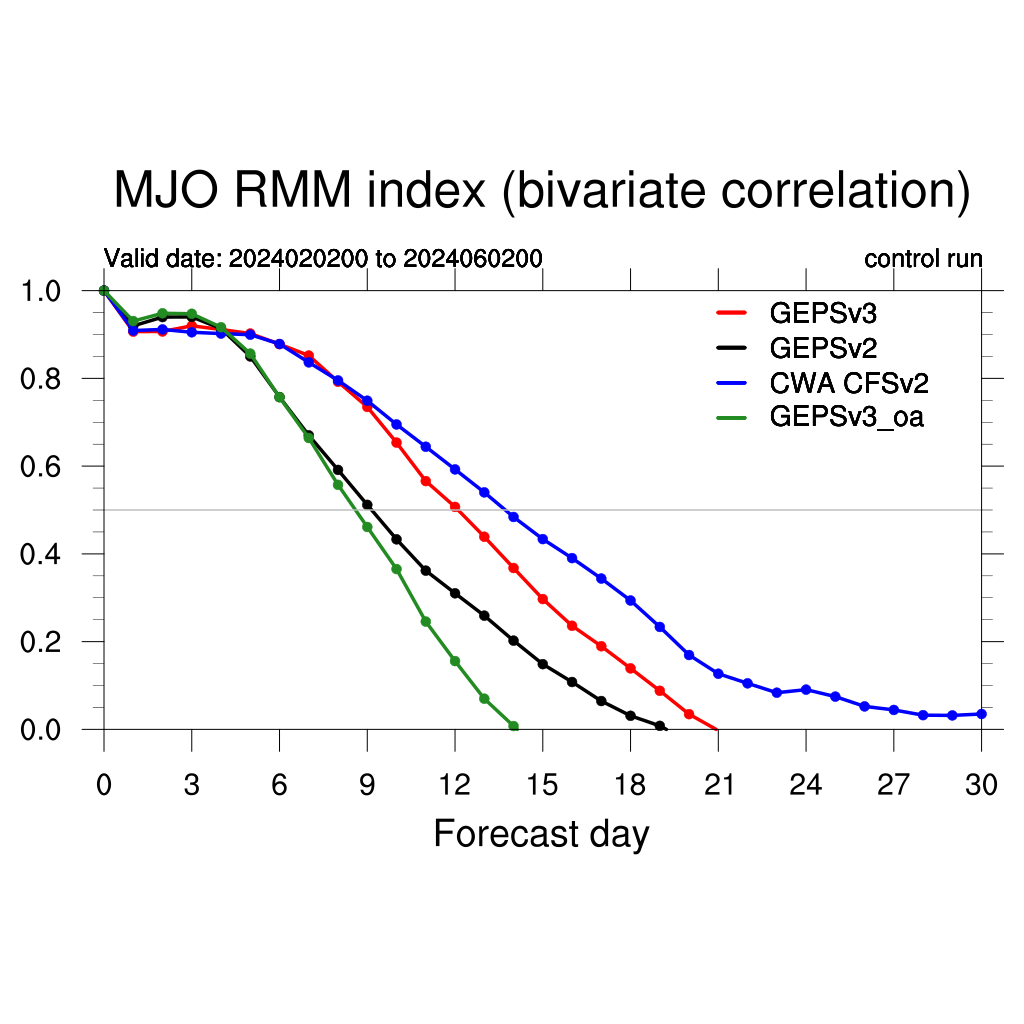 MJO RMM index (bivariate correlation)
Valid date: 2024020200 to 2024060200 control run
1.0
0.8
0.6
0.4
0.2
0.0
GEPSv3
GEPSv2
CWA CFSv2
GEPSv3_oa
0 3 6 9 12 15 18 21 24 27 30
Forecast day